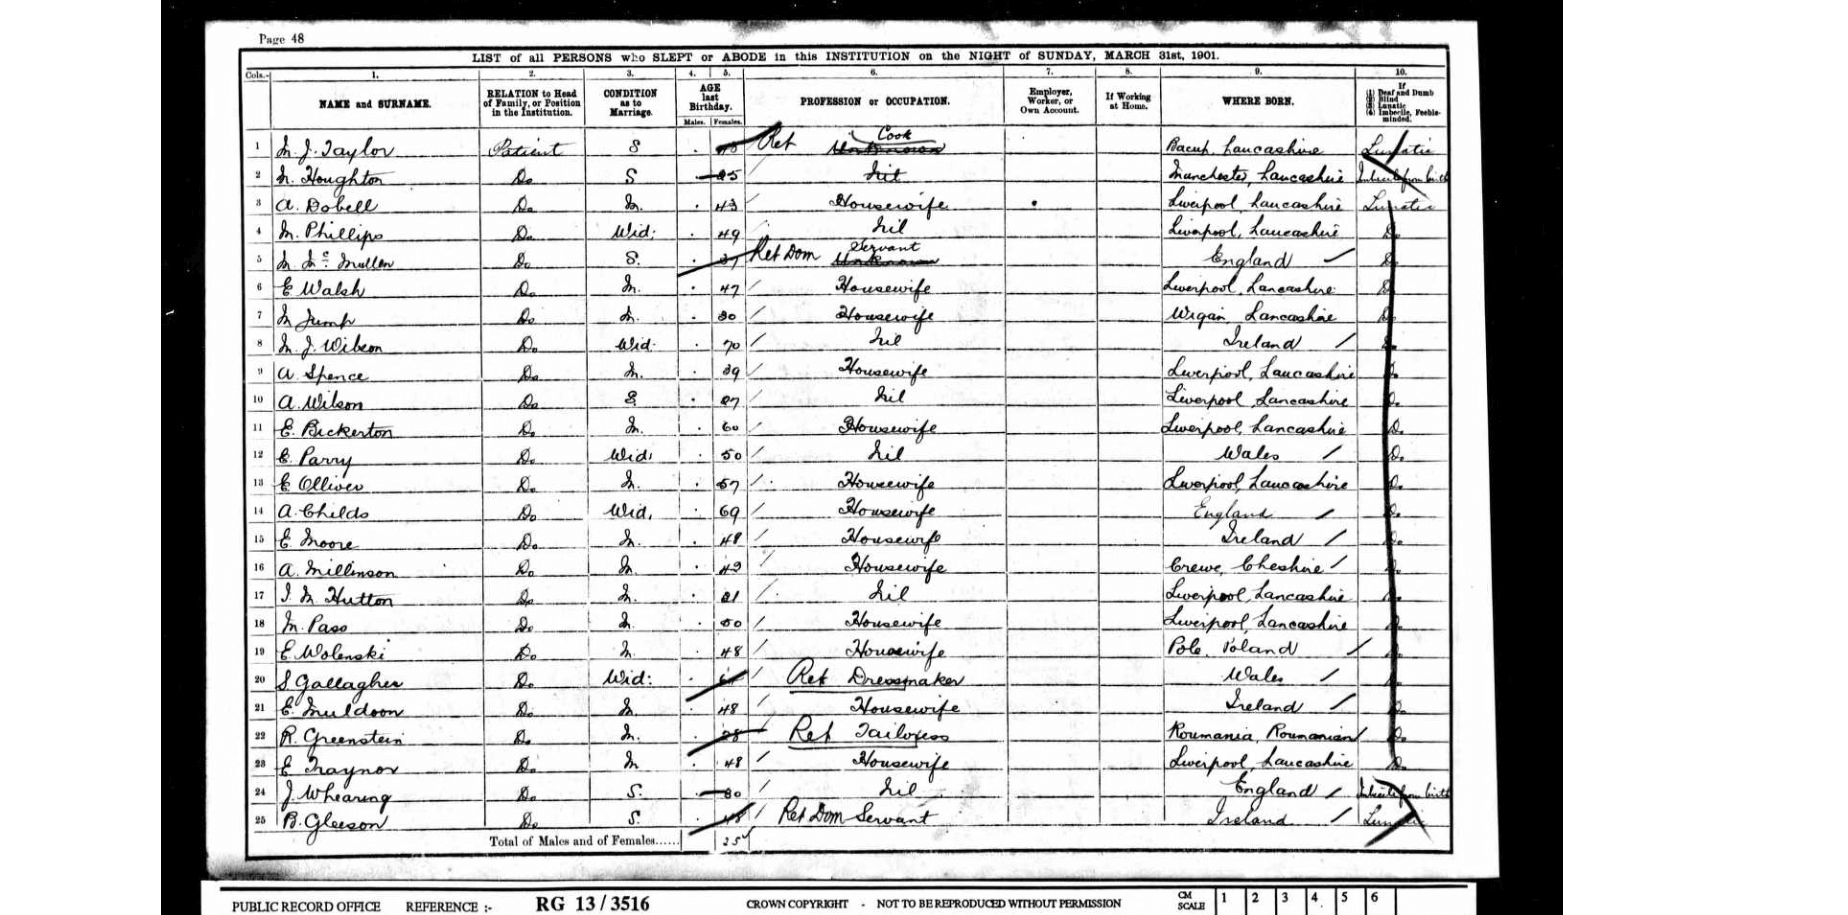 Page 48
LIST of all PERSONS who SLEPT or ABODE in this INSTITUTION on the NIGHT of SUNDAY, MARCH 31st, 1901.
Cols.- 1. 2. 3. 4. 5. 6. 7. 8. 9. 10.
NAME and SURNAME. RELATION to Head of Family, or Position in the Institution. CONDITION as to Marriage. AGE last Birthday. Males. Females. PROFESSION or OCCUPATION. Employer, Worker, or Own Account. If Working at Home. WHERE BORN. If (1) Deaf and Dumb (2) Blind (3) Lunatic (4) Imbecile, Feeble-minded.
1 M. J. Taylor Patient S Ret Cook Unknown Bacup, Lancashire Lunatic
2 M. Houghton Do S Nil Manchester, Lancashire Imbecile from birth
3 A. Dobell Do M. 43 Housewife Liverpool, Lancashire Lunatic
4 M. Phillips Do Wid: 49 Nil Liverpool, Lancashire Do
5 M. Mc Mullen Do S. Ret Dom Servant Unknown England Do
6 E. Walsh Do M. 47 Housewife Liverpool, Lancashire Do
7 M Jump Do M. 30 Housewife Wigan, Lancashire Do
8 M. J. Wilson Do Wid. 70 Nil Ireland Do
9 A. Spence Do M. 39 Housewife Liverpool, Lancashire Do
10 A. Wilson Do S Nil Liverpool, Lancashire Do
11 E. Bickerton Do M. 60 Housewife Liverpool, Lancashire Do
12 E. Parry Do Wid: 50 Nil Wales Do
13 E Olliver Do M. 57 Housewife Liverpool, Lancashire Do
14 A. Childs Do Wid. 69 Housewife England Do
15 E. Moore Do M. 48 Housewife Ireland Do
16 A. Millinson Do M. Housewife Crewe, Cheshire Do
17 M Hutton Do M. Nil Liverpool, Lancashire Do
18 M. Pass Do M. 50 Housewife Liverpool, Lancashire Do
19 E. Wolenski Do M. 48 Housewife Pole. Poland Do
20 S. Gallagher Do Wid: Ret Dressmaker Wales Do
21 E. Muldoon Do M 48 Housewife Ireland Do
22 R. Greenstein Do M. 28 Ret Tailoress Roumania, Roumanian Do
23 E Traynor Do M 48 Housewife Liverpool, Lancashire Do
24 J. Whearing Do S. 30 Nil England Imbecile from birth
25 B. Gleeson Do S. 48 Ret Dom Servant Ireland Lunatic
Total of Males and of Females...... 25
PUBLIC RECORD OFFICE REFERENCE :- RG 13 / 3516 CROWN COPYRIGHT - NOT TO BE REPRODUCED WITHOUT PERMISSION CM SCALE 1 2 3 4 5 6